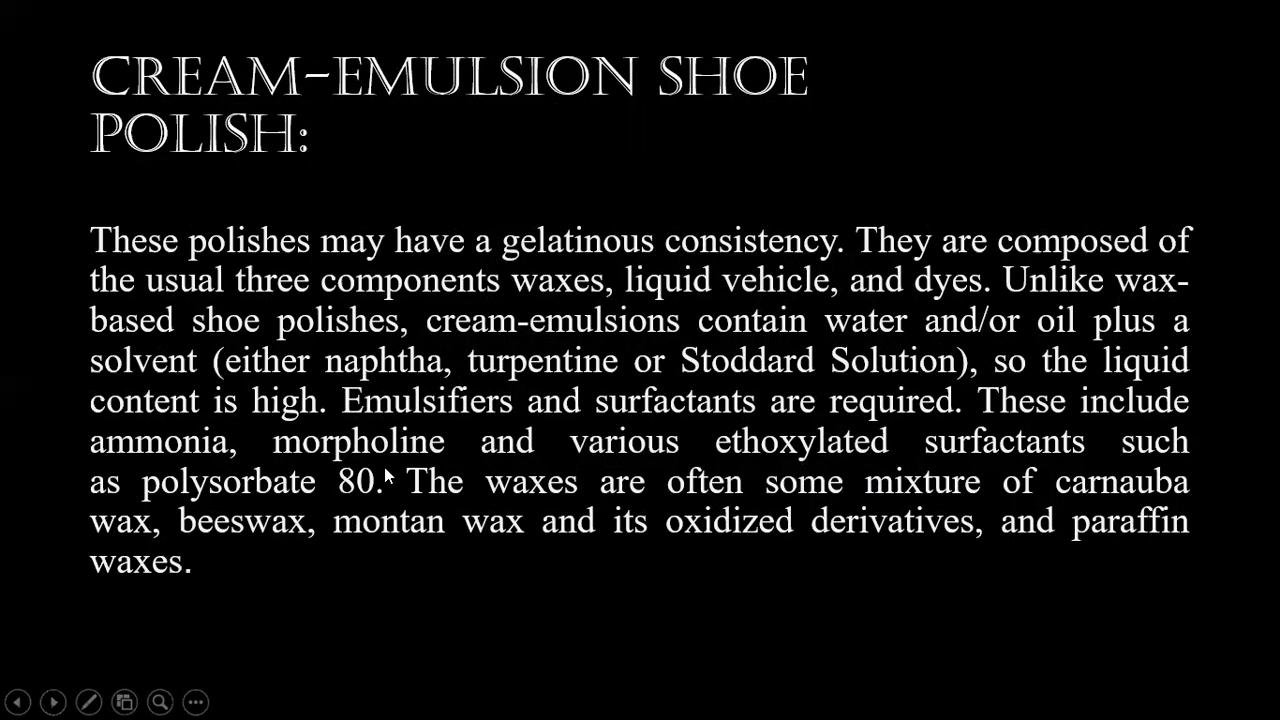 CREAM-EMULSION SHOE
POLISH:
These polishes may have a gelatinous consistency. They are composed of
the usual three components waxes, liquid vehicle, and dyes. Unlike wax-
based shoe polishes, cream-emulsions contain water and/or oil plus a
solvent (either naphtha, turpentine or Stoddard Solution), so the liquid
content is high. Emulsifiers and surfactants are required. These include
ammonia, morpholine and various ethoxylated surfactants such
as polysorbate 80. The waxes are often some mixture of carnauba
wax, beeswax, montan wax and its oxidized derivatives, and paraffin
waxes.